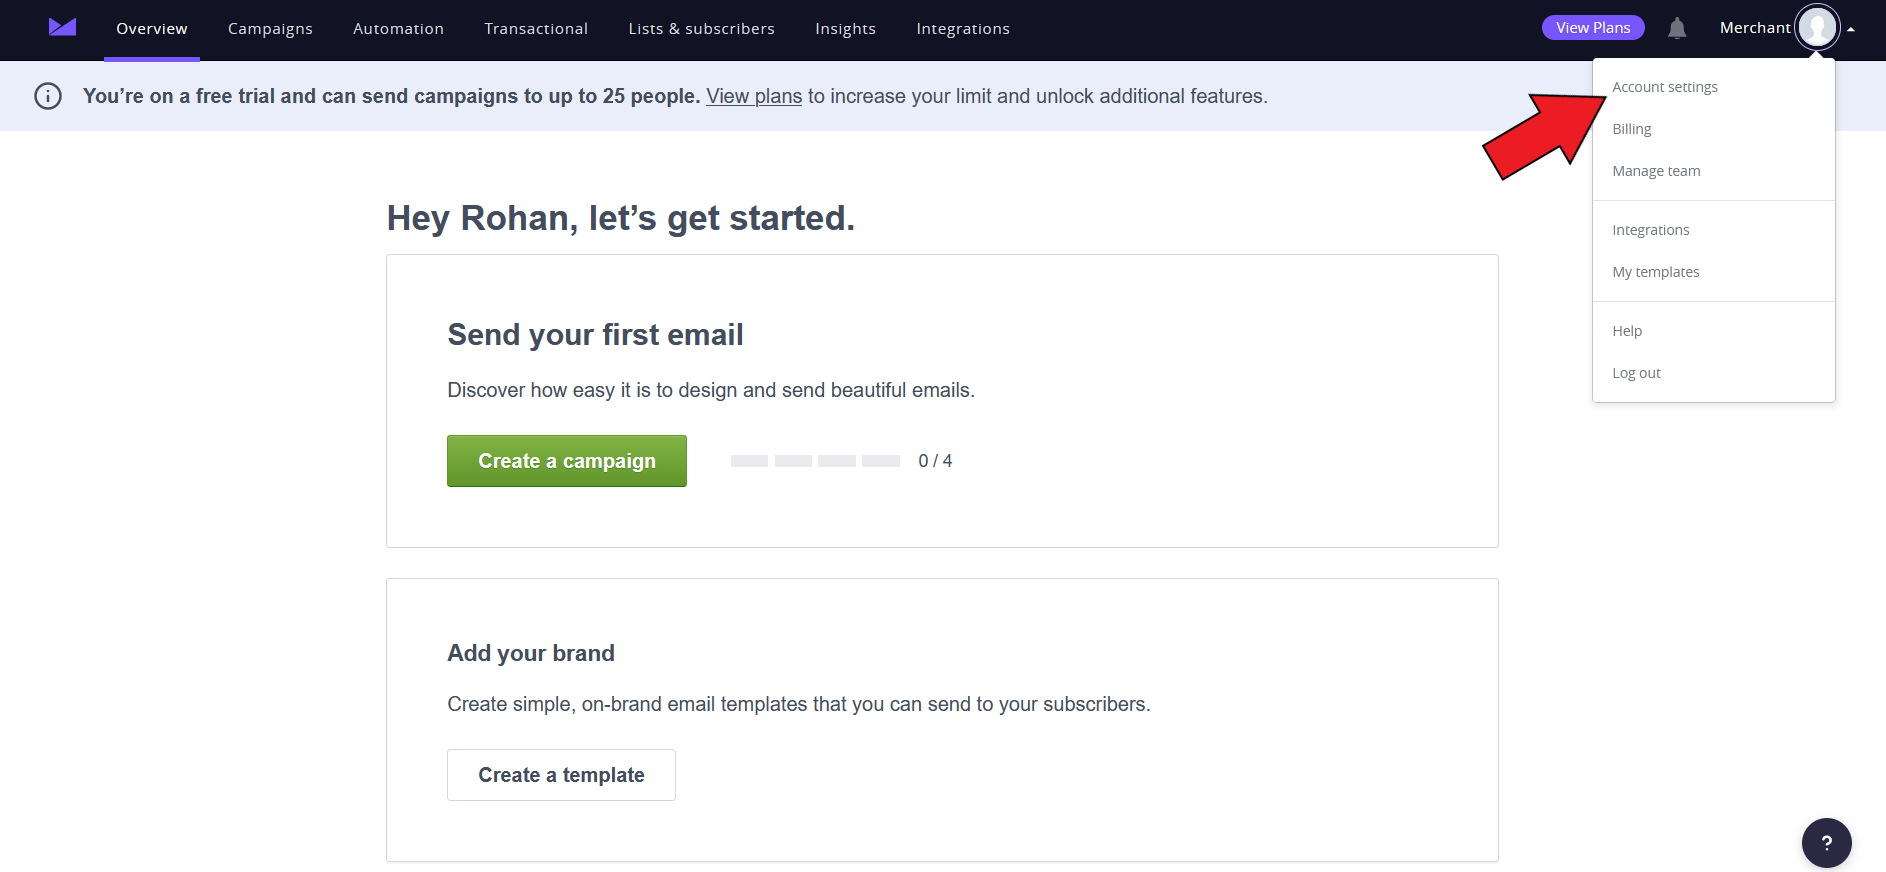 Overview Campaigns Automation Transactional Lists & subscribers Insights Integrations View Plans Merchant
You’re on a free trial and can send campaigns to up to 25 people. View plans to increase your limit and unlock additional features.
Account settings
Billing
Manage team
Integrations
My templates
Help
Log out
Hey Rohan, let’s get started.
Send your first email
Discover how easy it is to design and send beautiful emails.
Create a campaign 0 / 4
Add your brand
Create simple, on-brand email templates that you can send to your subscribers.
Create a template
?